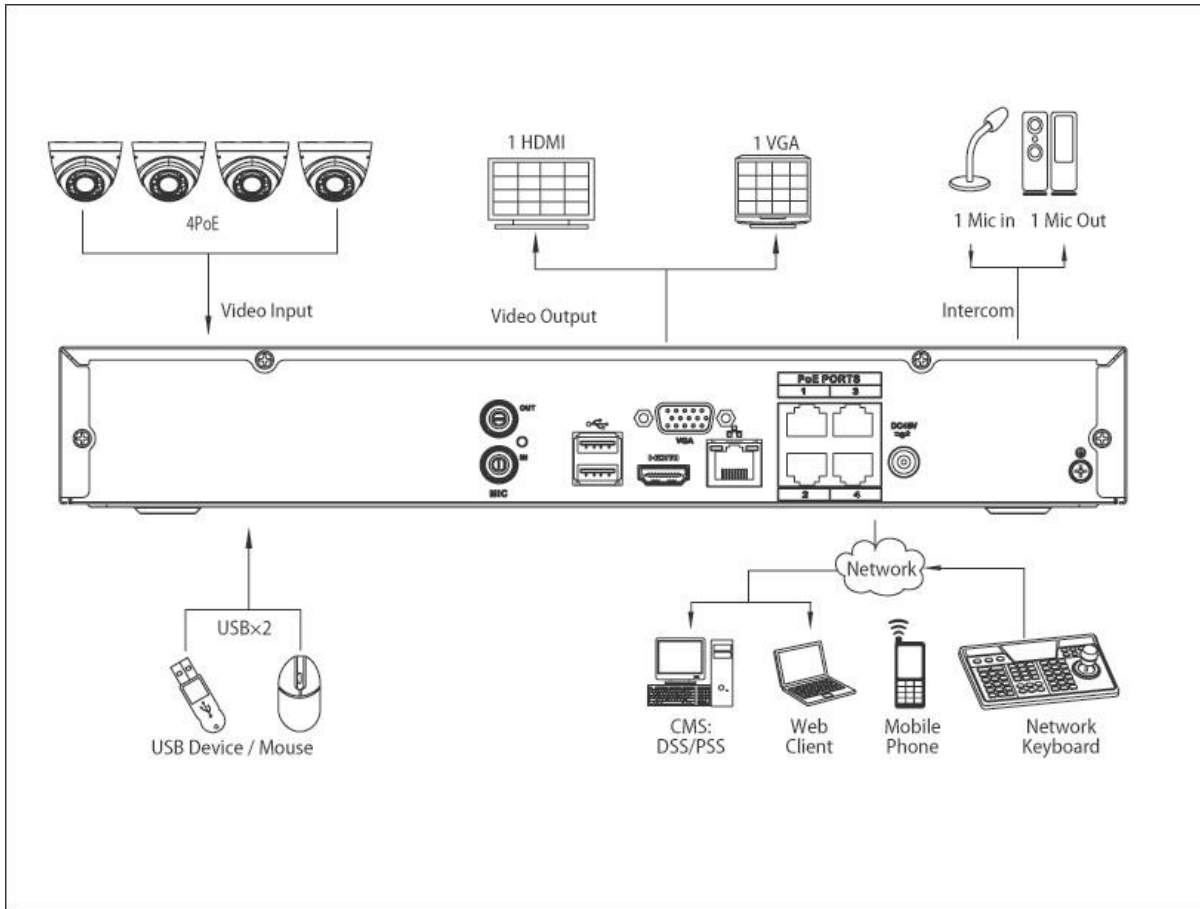 1 HDMI
1 VGA
4PoE
1 Mic in 1 Mic Out
Video Input
Video Output
Intercom
PoE PORTS
1 3
OUT
IN
MIC
VGA
HDMI
DC48V
2 4
Network
USB×2
USB Device / Mouse
CMS:
DSS/PSS
Web
Client
Mobile
Phone
Network
Keyboard